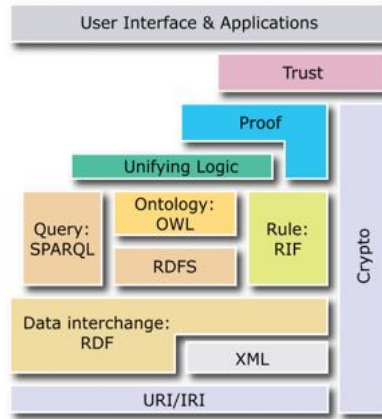 User Interface & Applications
Trust
Proof
Unifying Logic
Query:
SPARQL
Ontology:
OWL
RDFS
Rule:
RIF
Crypto
Data interchange:
RDF
XML
URI/IRI